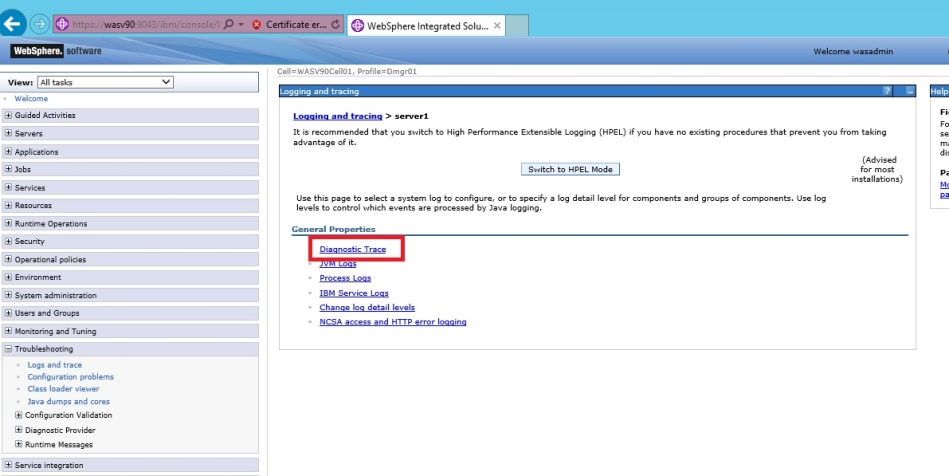 https://wasv90:9043/ibm/console/l
Certificate er...
WebSphere Integrated Solu...
WebSphere. software
Welcome wasadmin
View: All tasks
Welcome
Guided Activities
Servers
Applications
Jobs
Services
Resources
Runtime Operations
Security
Operational policies
Environment
System administration
Users and Groups
Monitoring and Tuning
Troubleshooting
Logs and trace
Configuration problems
Class loader viewer
Java dumps and cores
Configuration Validation
Diagnostic Provider
Runtime Messages
Service integration
Cell=WASV90Cell01, Profile=Dmgr01
Logging and tracing ? _
Logging and tracing > server1
It is recommended that you switch to High Performance Extensible Logging (HPEL) if you have no existing procedures that prevent you from taking
advantage of it.
Switch to HPEL Mode
(Advised
for most
installations)
Use this page to select a system log to configure, or to specify a log detail level for components and groups of components. Use log
levels to control which events are processed by Java logging.
General Properties
Diagnostic Trace
JVM Logs
Process Logs
IBM Service Logs
Change log detail levels
NCSA access and HTTP error logging
Help
Fi
Fo
se
ma
dis
Pa
Mo
pa